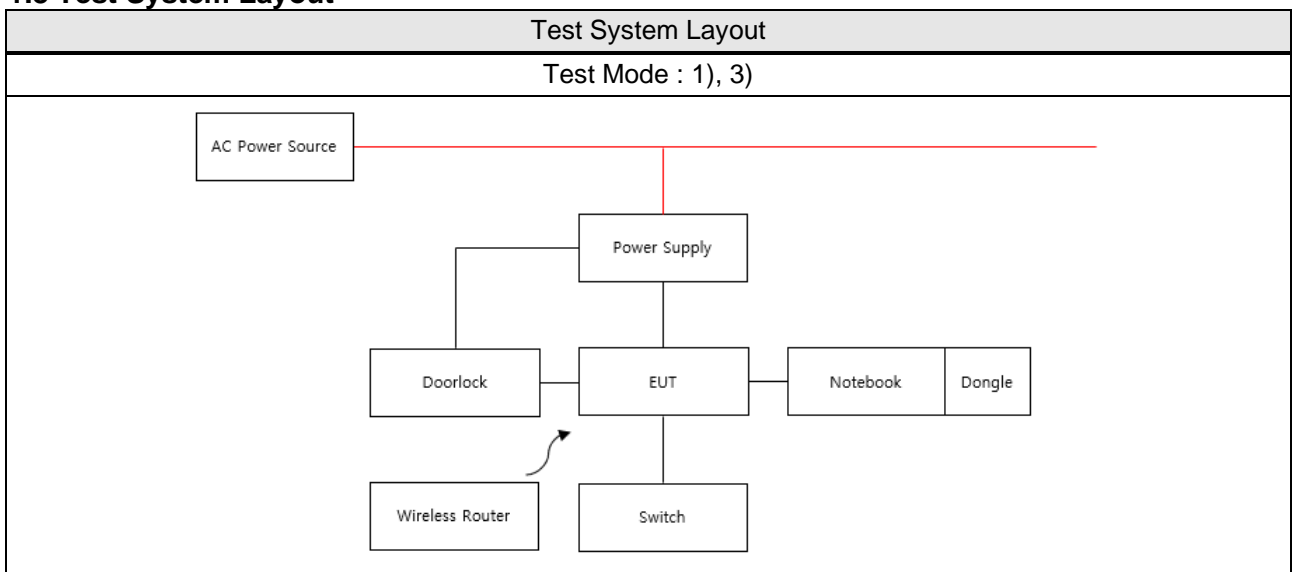 Test System Layout
Test Mode : 1), 3)
AC Power Source
Power Supply
Doorlock
EUT
Notebook
Dongle
Wireless Router
Switch